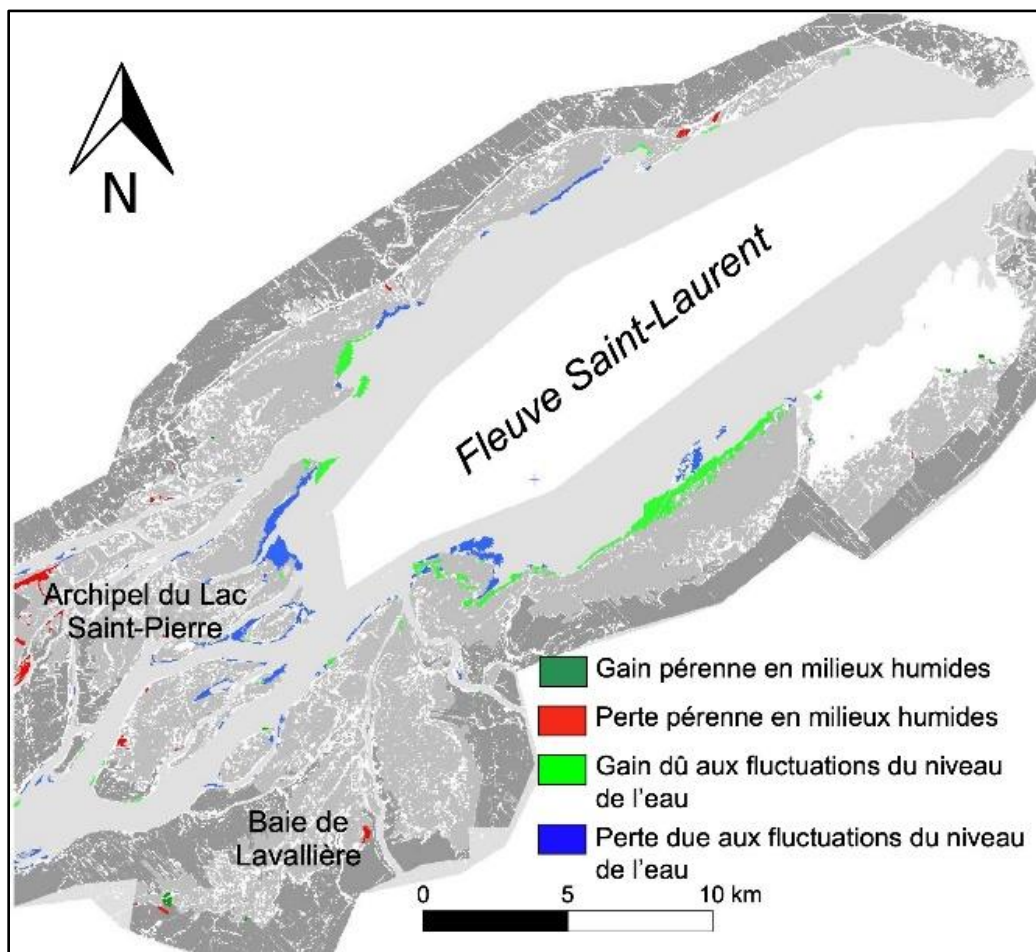 N
Fleuve Saint-Laurent
Archipel du Lac
Saint-Pierre
Gain pérenne en milieux humides
Perte pérenne en milieux humides
Gain dû aux fluctuations du niveau
de l'eau
Perte due aux fluctuations du niveau
de l'eau
Baie de
Lavallière
0 5 10 km